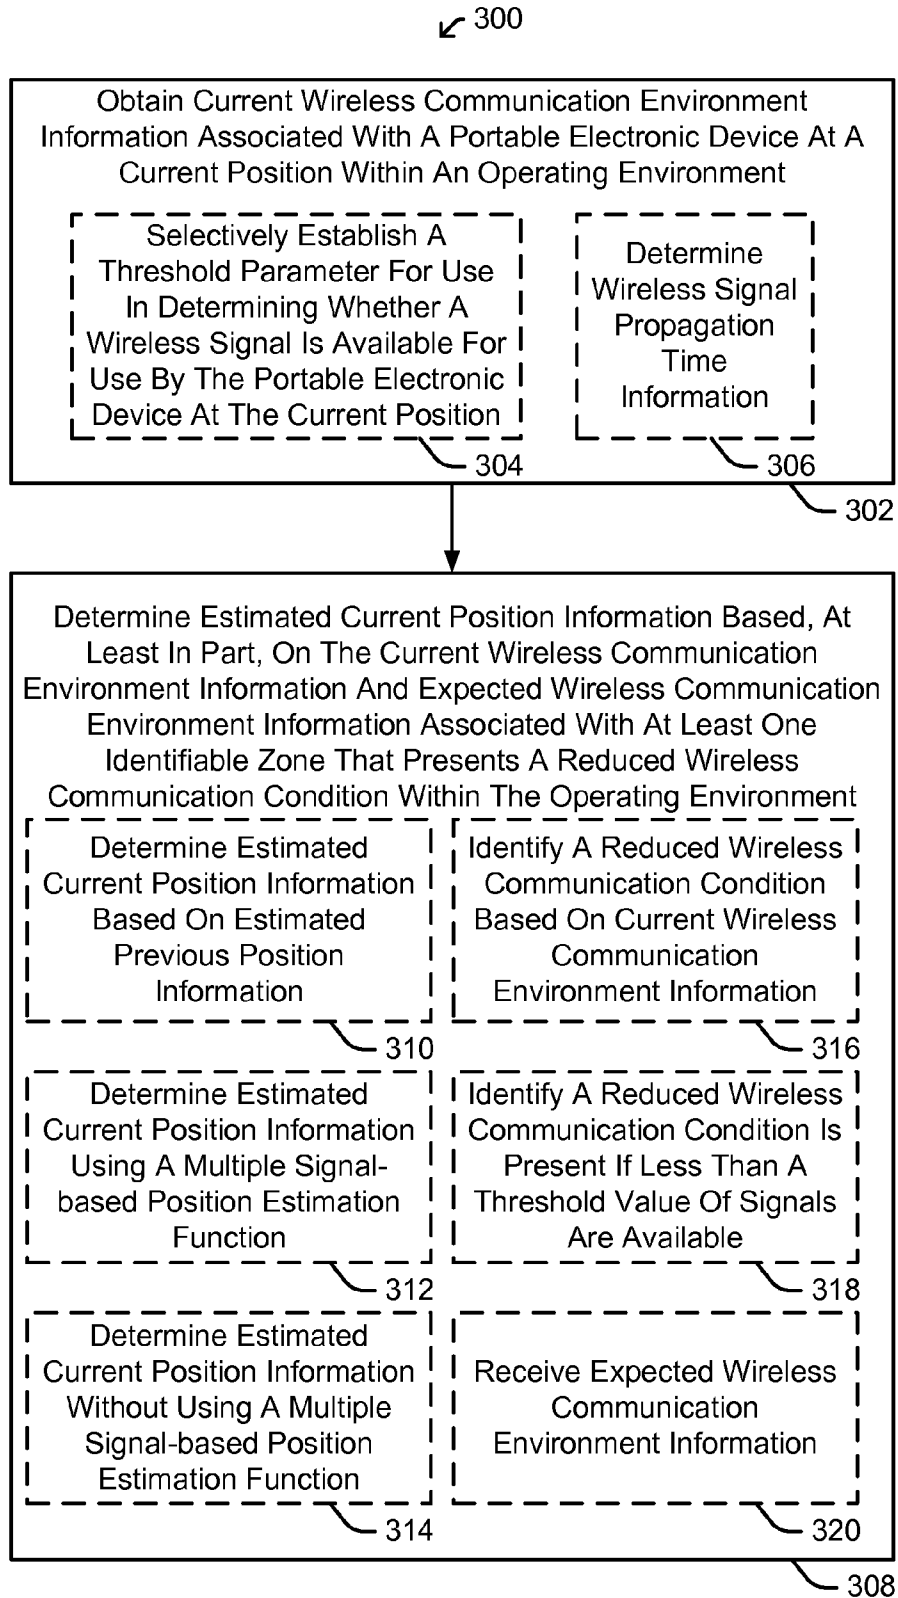 300
Obtain Current Wireless Communication Environment
Information Associated With A Portable Electronic Device At A
Current Position Within An Operating Environment
Selectively Establish A
Threshold Parameter For Use
In Determining Whether A
Wireless Signal Is Available For
Use By The Portable Electronic
Device At The Current Position
304
Determine
Wireless Signal
Propagation
Time
Information
306
302
Determine Estimated Current Position Information Based, At
Least In Part, On The Current Wireless Communication
Environment Information And Expected Wireless Communication
Environment Information Associated With At Least One
Identifiable Zone That Presents A Reduced Wireless
Communication Condition Within The Operating Environment
Determine Estimated
Current Position Information
Based On Estimated
Previous Position
Information
310
Identify A Reduced Wireless
Communication Condition
Based On Current Wireless
Communication
Environment Information
316
Determine Estimated
Current Position Information
Using A Multiple Signal-
based Position Estimation
Function
312
Identify A Reduced Wireless
Communication Condition Is
Present If Less Than A
Threshold Value Of Signals
Are Available
318
Determine Estimated
Current Position Information
Without Using A Multiple
Signal-based Position
Estimation Function
314
Receive Expected Wireless
Communication
Environment Information
320
308